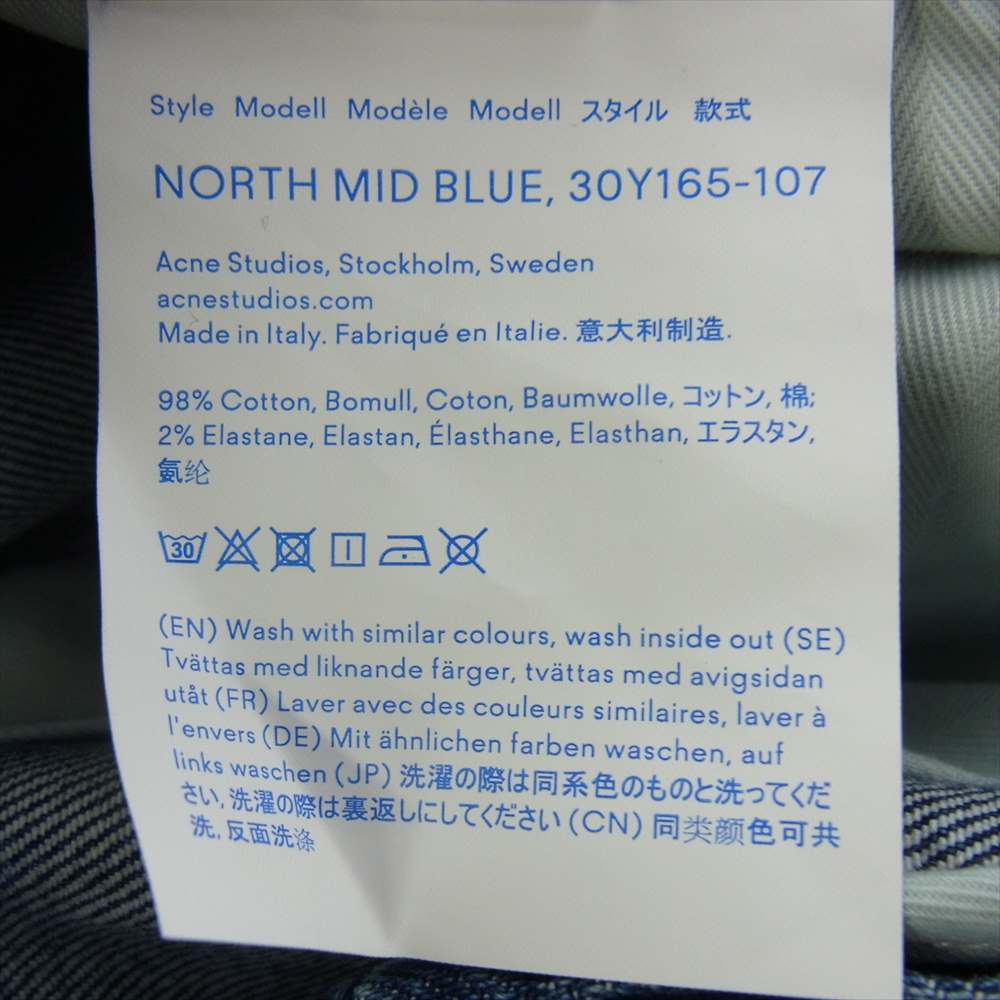 Style Modell Modèle Modell スタイル 款式
NORTH MID BLUE, 30Y165-107
Acne Studios, Stockholm, Sweden
acnestudios.com
Made in Italy. Fabriqué en Italie. 意大利制造.
98% Cotton, Bomull, Coton, Baumwolle, コットン, 棉;
2% Elastane, Elastan, Élasthane, Elasthan, エラスタン,
氨纶
30
(EN) Wash with similar colours, wash inside out (SE)
Tvättas med liknande färger, tvättas med avigsidan
utåt (FR) Laver avec des couleurs similaires, laver à
l'envers (DE) Mit ähnlichen farben waschen, auf
links waschen (JP) 洗濯の際は同系色のものと洗ってくだ
さい, 洗濯の際は裏返しにしてください (CN) 同类颜色可共
洗, 反面洗涤